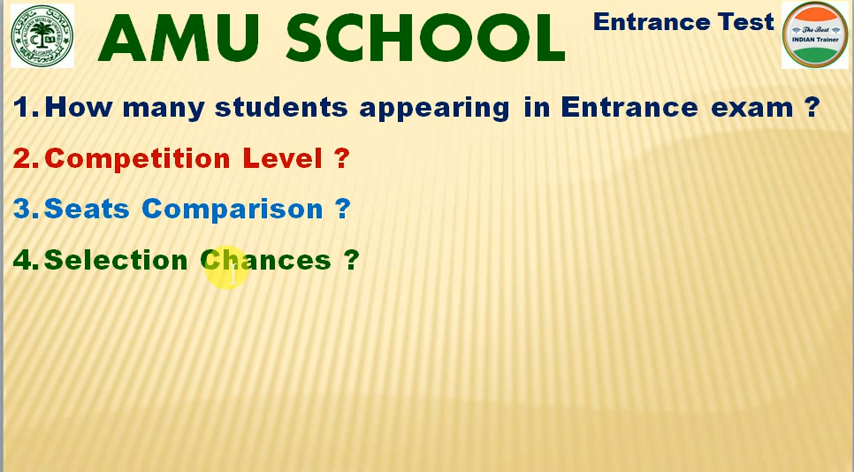 AMU SCHOOL
Entrance Test
The Best
INDIAN Trainer
1. How many students appearing in Entrance exam ?
2. Competition Level ?
3. Seats Comparison ?
4. Selection Chances ?